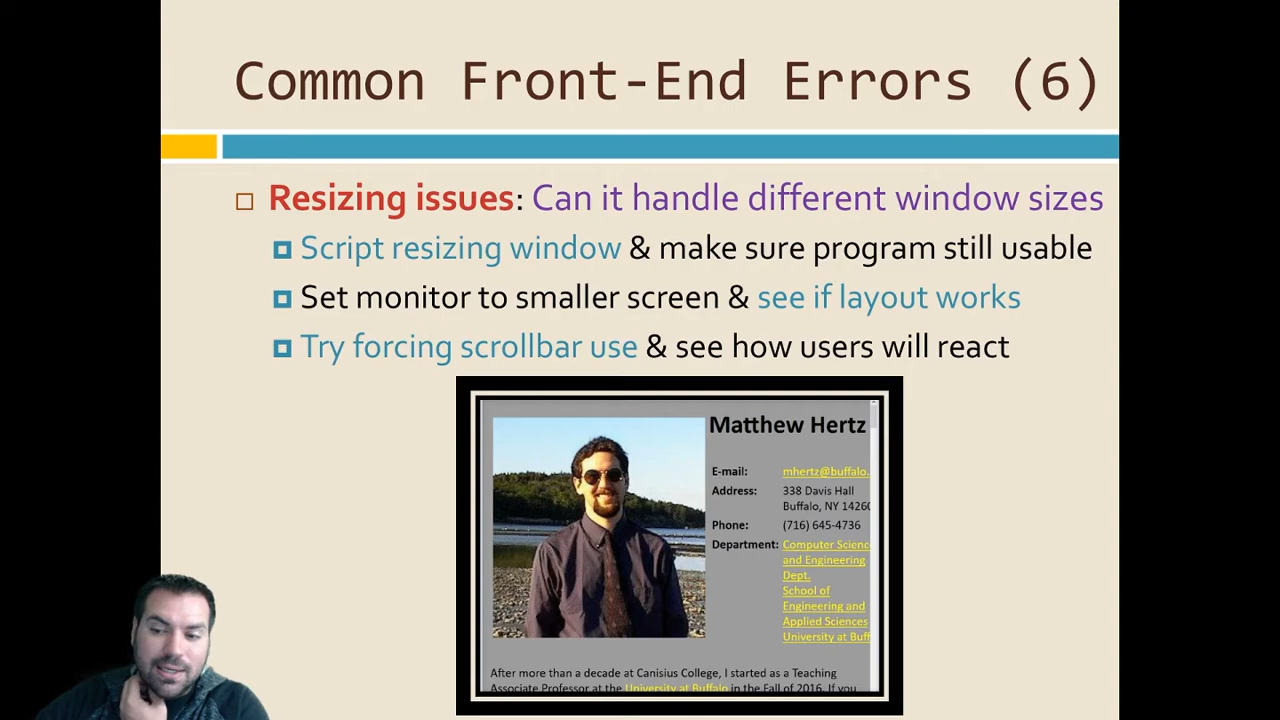 Common Front-End Errors (6)
Resizing issues: Can it handle different window sizes
Script resizing window & make sure program still usable
Set monitor to smaller screen & see if layout works
Try forcing scrollbar use & see how users will react
Matthew Hertz
E-mail: mhertz@buffalo.
Address: 338 Davis Hall
Buffalo, NY 14260
Phone: (716) 645-4736
Department: Computer Scienc
and Engineering
Dept.
School of
Engineering and
Applied Sciences
University at Buff
After more than a decade at Canisius College, I started as a Teaching
Associate Professor at the University at Buffalo in the Fall of 2016. If you